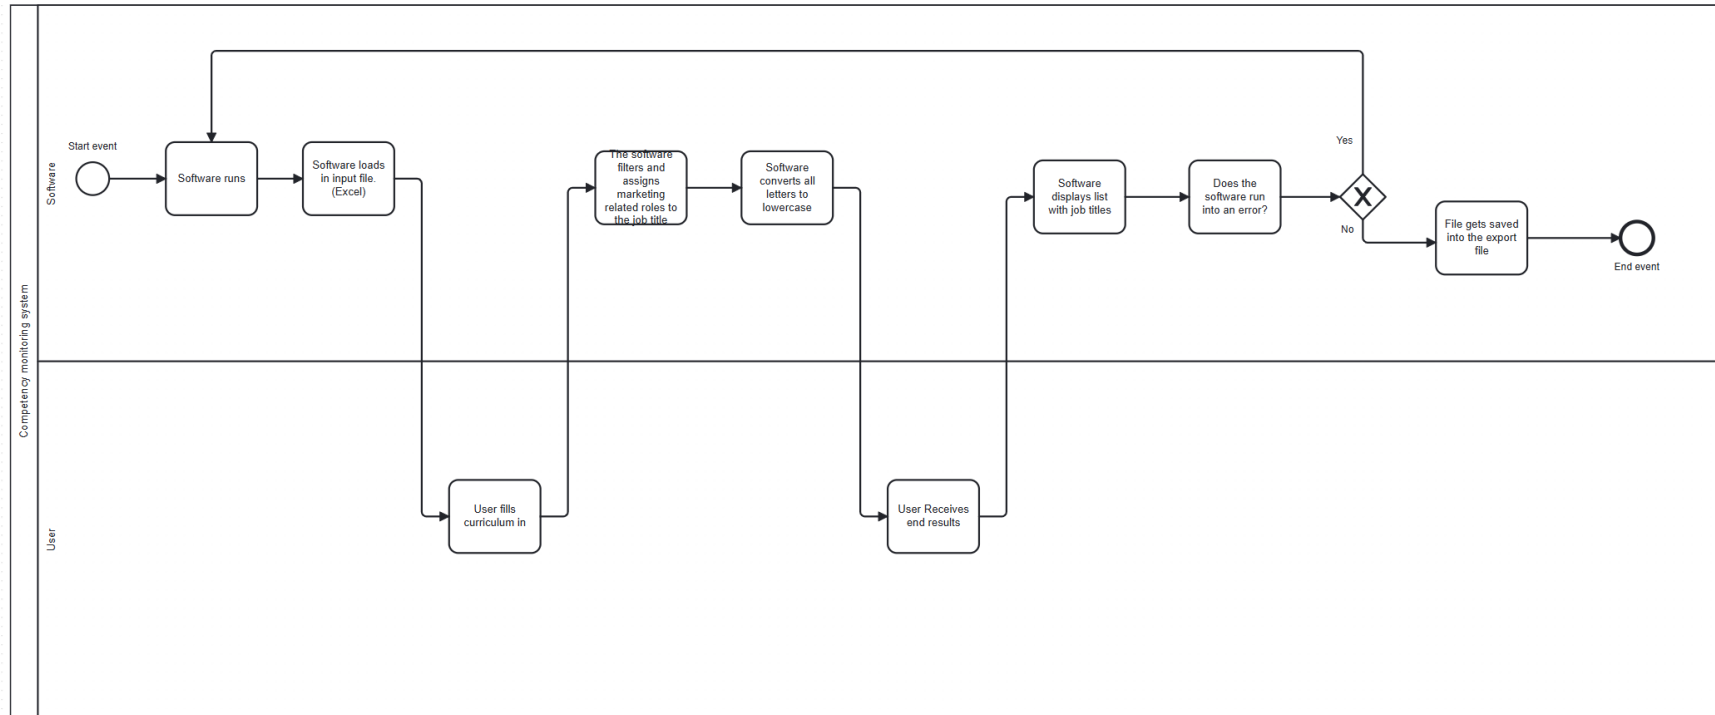 Competency monitoring system
Software
Start event
Software runs
Software loads
in input file.
(Excel)
The software
filters and
assigns
marketing
related roles to
the job title
Software
converts all
letters to
lowercase
Software
displays list
with job titles
Does the
software run
into an error?
Yes
No
File gets saved
into the export
file
End event
User
User fills
curriculum in
User Receives
end results